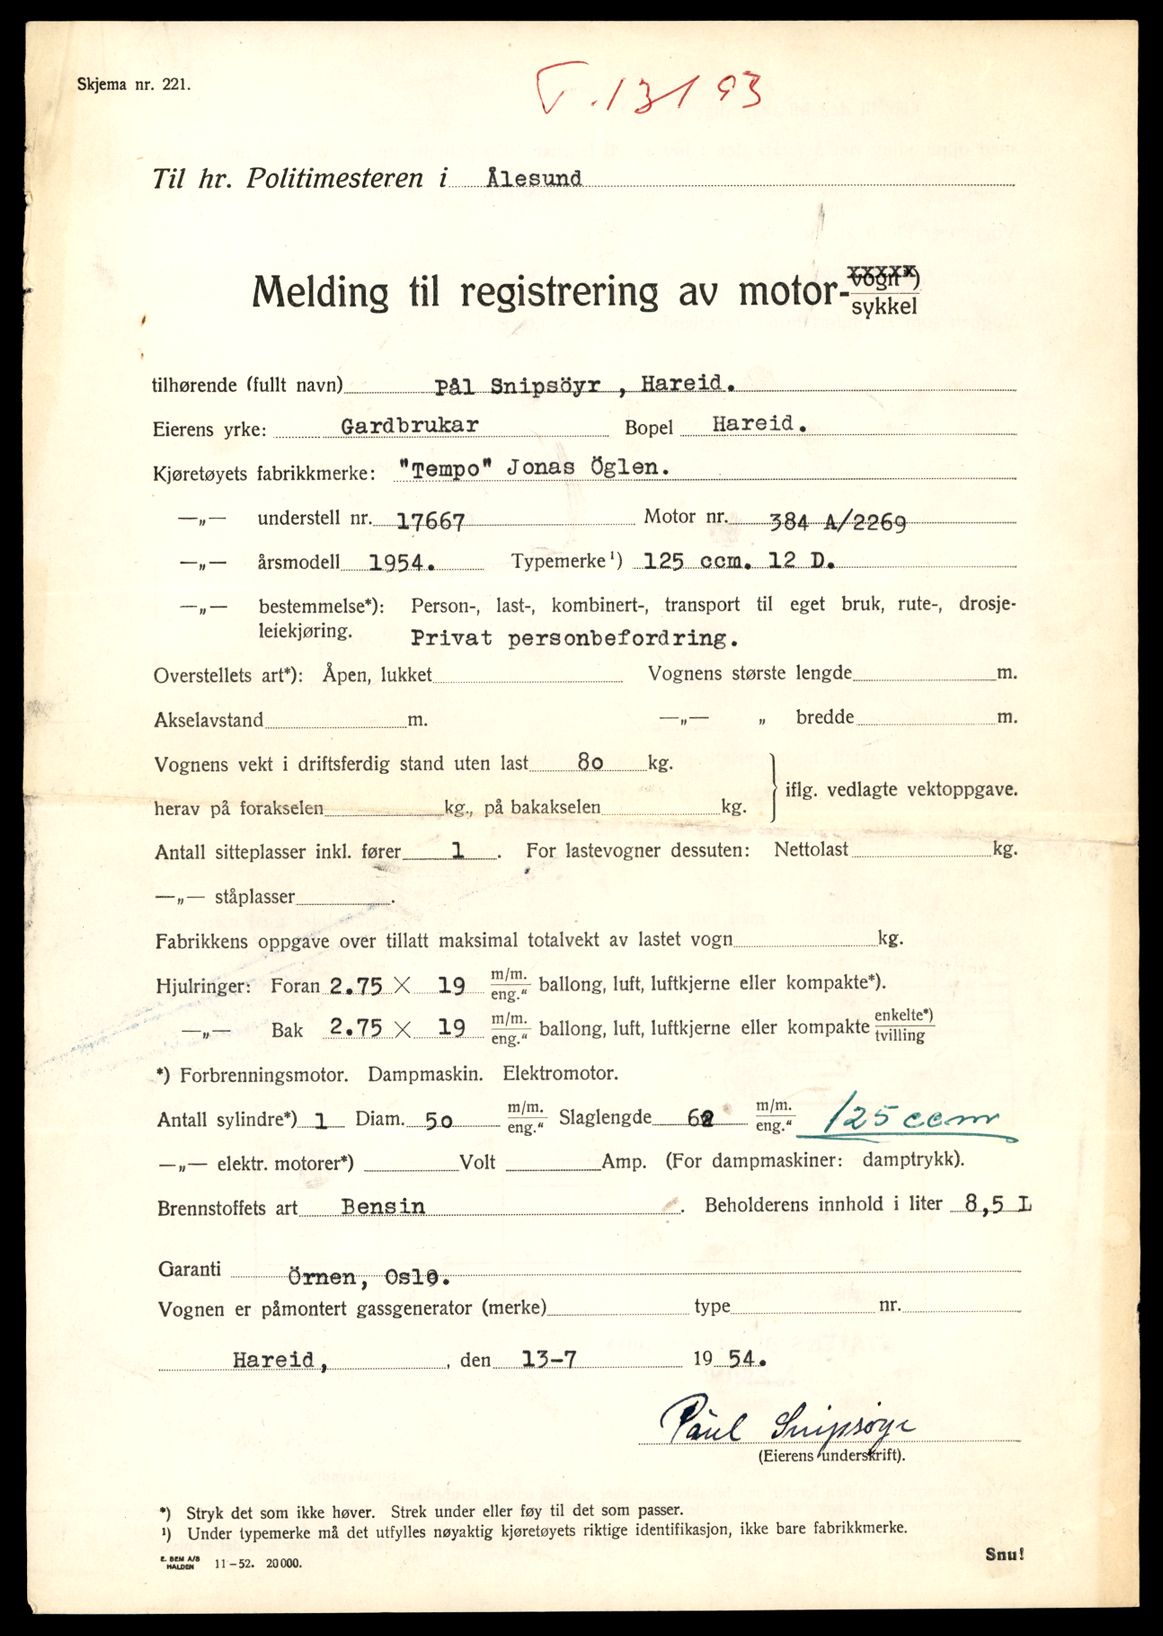 Skjema nr. 221.
T.13193
Til hr. Politimesteren i Ålesund
Melding til registrering av motor-vogn*)
sykkel
tilhørende (fullt navn) Pål Snipsöyr, Hareid.
Eierens yrke: Gardbrukar Bopel Hareid.
Kjøretøyets fabrikkmerke: "Tempo" Jonas Öglen.
—„— understell nr. 17667 Motor nr. 384 A/2269
—„— årsmodell 1954. Typemerke¹) 125 ccm. 12 D.
—„— bestemmelse*): Person-, last-, kombinert-, transport til eget bruk, rute-, drosje-
leiekjøring. Privat personbefordring.
Overstellets art*): Åpen, lukket Vognens største lengde m.
Akselavstand m. —„— „ bredde m.
Vognens vekt i driftsferdig stand uten last 80 kg.
iflg. vedlagte vektoppgave.
herav på forakselen kg., på bakakselen kg.
Antall sitteplasser inkl. fører 1. For lastevogner dessuten: Nettolast kg.
—„— ståplasser.
Fabrikkens oppgave over tillatt maksimal totalvekt av lastet vogn kg.
Hjulringer: Foran 2.75 × 19 m/m. eng.“ ballong, luft, luftkjerne eller kompakte*).
—„— Bak 2.75 × 19 m/m. eng.“ ballong, luft, luftkjerne eller kompakte enkelte*) tvilling
*) Forbrenningsmotor. Dampmaskin. Elektromotor.
Antall sylindre*) 1 Diam. 50 m/m. eng.“ Slaglengde 62 m/m. eng.“ 125 ccm
—„— elektr. motorer*) Volt Amp. (For dampmaskiner: damptrykk).
Brennstoffets art Bensin. Beholderens innhold i liter 8,5 L
Garanti Örnen, Oslo.
Vognen er påmontert gassgenerator (merke) type nr.
Hareid, , den 13-7 19 54.
Pául Snipsøyr
(Eierens underskrift).
*) Stryk det som ikke høver. Strek under eller føy til det som passer.
¹) Under typemerke må det utfylles nøyaktig kjøretøyets riktige identifikasjon, ikke bare fabrikkmerke.
E. SEM A/S HALDEN 11-52. 20 000.
Snu!